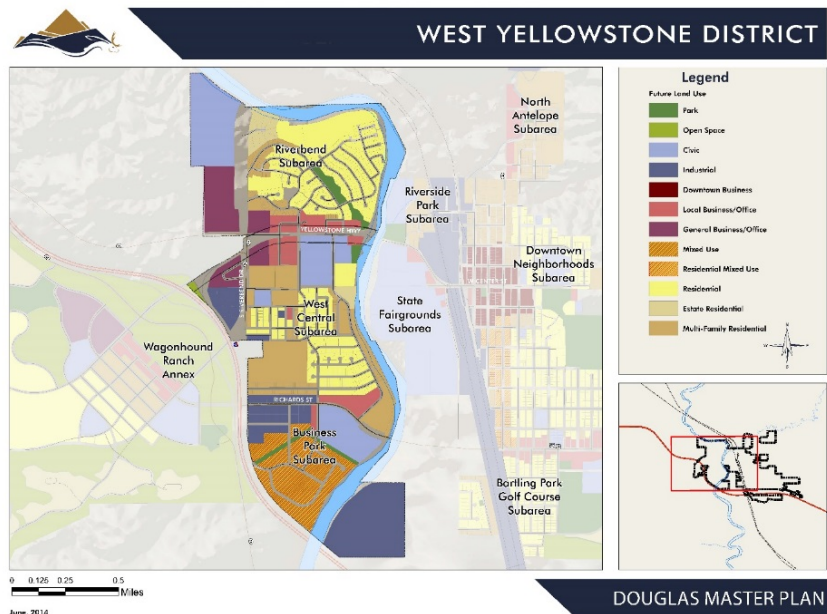 WEST YELLOWSTONE DISTRICT
Legend
Future Land Use
Park
Open Space
Civic
Industrial
Downtown Business
Local Business/Office
General Business/Office
Mixed Use
Residential Mixed Use
Residential
Estate Residential
Multi-Family Residential
North
Antelope
Subarea
Riverbend
Subarea
Riverside
Park
Subarea
YELLOWSTONE HWY
Downtown
Neighborhoods
Subarea
S RIVERBEND DR
West
Central
Subarea
State
Fairgrounds
Subarea
Wagonhound
Ranch
Annex
RICHARDS ST
Business
Park
Subarea
Bartling Park
Golf Course
Subarea
0 0.125 0.25 0.5
Miles
June, 2014
DOUGLAS MASTER PLAN